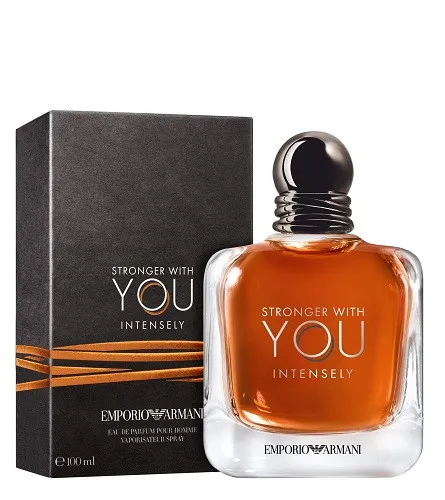 STRONGER WITH
YOU
INTENSELY
EMPORIO ARMANI
EAU DE PARFUM POUR HOMME
VAPORISATEUR SPRAY
e 100 ml
STRONGER WITH
YOU
INTENSELY
EMPORIO ARMANI